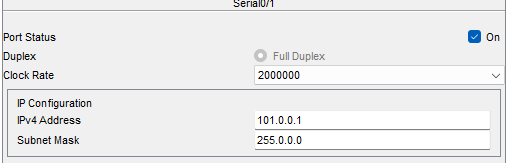 Serial0/1
Port Status On
Duplex Full Duplex
Clock Rate 2000000
IP Configuration
IPv4 Address 101.0.0.1
Subnet Mask 255.0.0.0